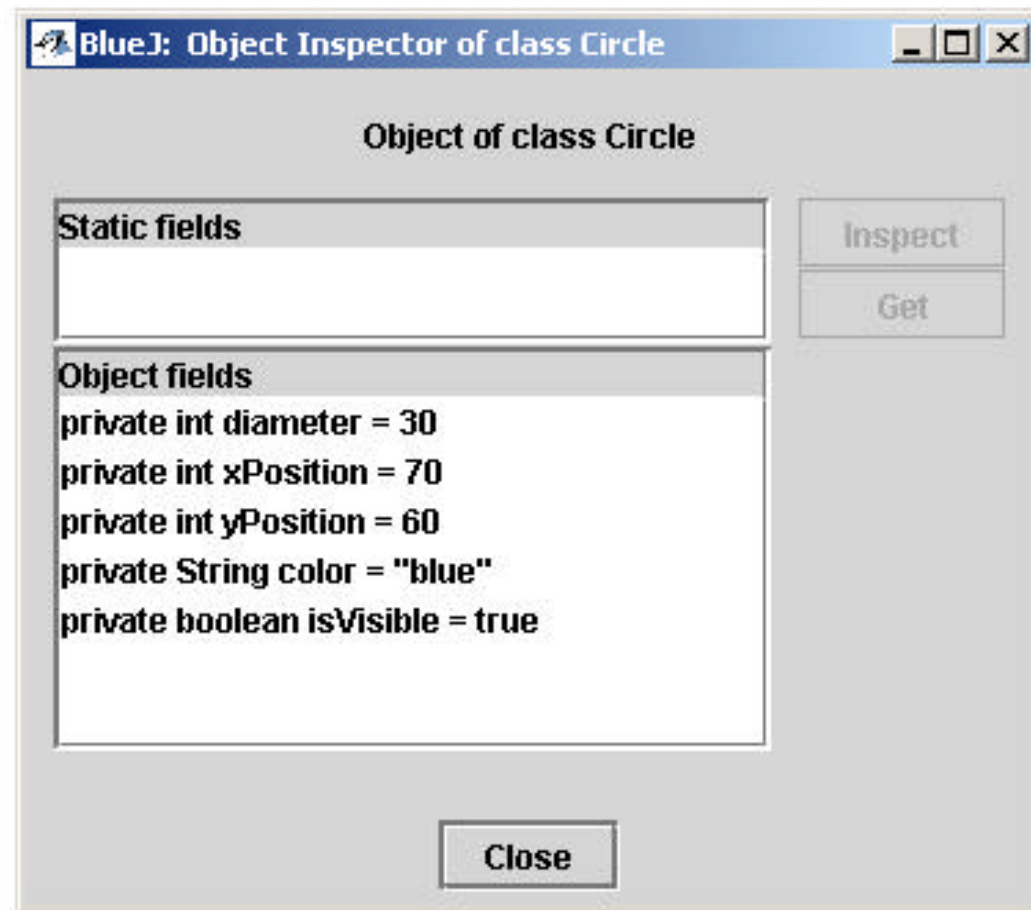 BlueJ: Object Inspector of class Circle
Object of class Circle
Static fields
Inspect
Get
Object fields
private int diameter = 30
private int xPosition = 70
private int yPosition = 60
private String color = "blue"
private boolean isVisible = true
Close